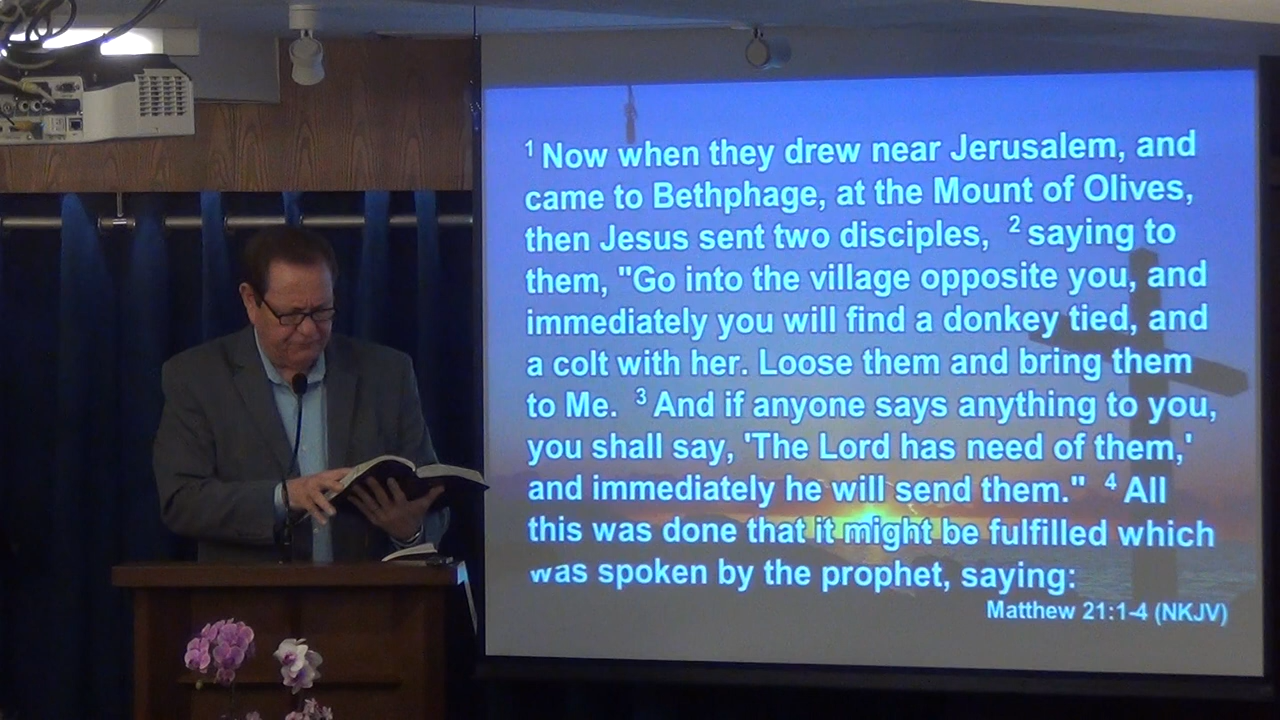 1 Now when they drew near Jerusalem, and
came to Bethphage, at the Mount of Olives,
then Jesus sent two disciples, 2 saying to
them, "Go into the village opposite you, and
immediately you will find a donkey tied, and
a colt with her. Loose them and bring them
to Me. 3 And if anyone says anything to you,
you shall say, 'The Lord has need of them,'
and immediately he will send them." 4 All
this was done that it might be fulfilled which
was spoken by the prophet, saying:
Matthew 21:1-4 (NKJV)